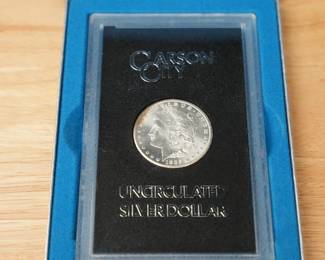 CARSON
CITY
UNCIRCULATED
SILVER DOLLAR